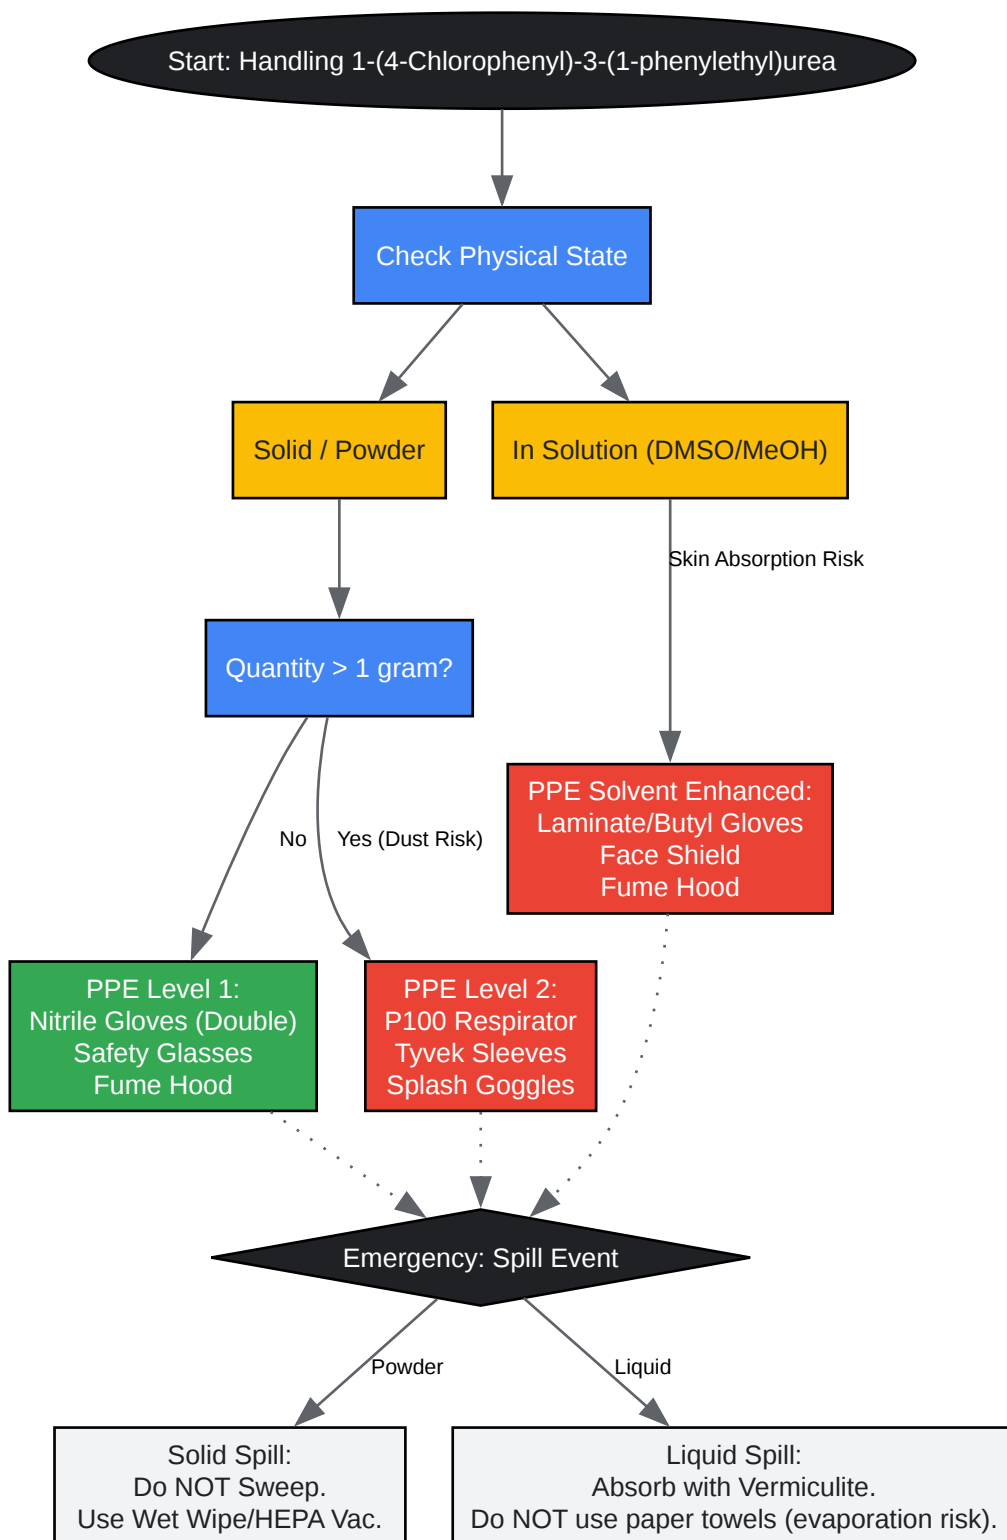 Start: Handling 1-(4-Chlorophenyl)-3-(1-phenylethyl)urea
Check Physical State
Solid / Powder
In Solution (DMSO/MeOH)
Skin Absorption Risk
Quantity > 1 gram?
PPE Solvent Enhanced:
Laminate/Butyl Gloves
Face Shield
Fume Hood
No
Yes (Dust Risk)
PPE Level 1:
Nitrile Gloves (Double)
Safety Glasses
Fume Hood
PPE Level 2:
P100 Respirator
Tyvek Sleeves
Splash Goggles
Emergency: Spill Event
Powder
Liquid
Solid Spill:
Do NOT Sweep.
Use Wet Wipe/HEPA Vac.
Liquid Spill:
Absorb with Vermiculite.
Do NOT use paper towels (evaporation risk).